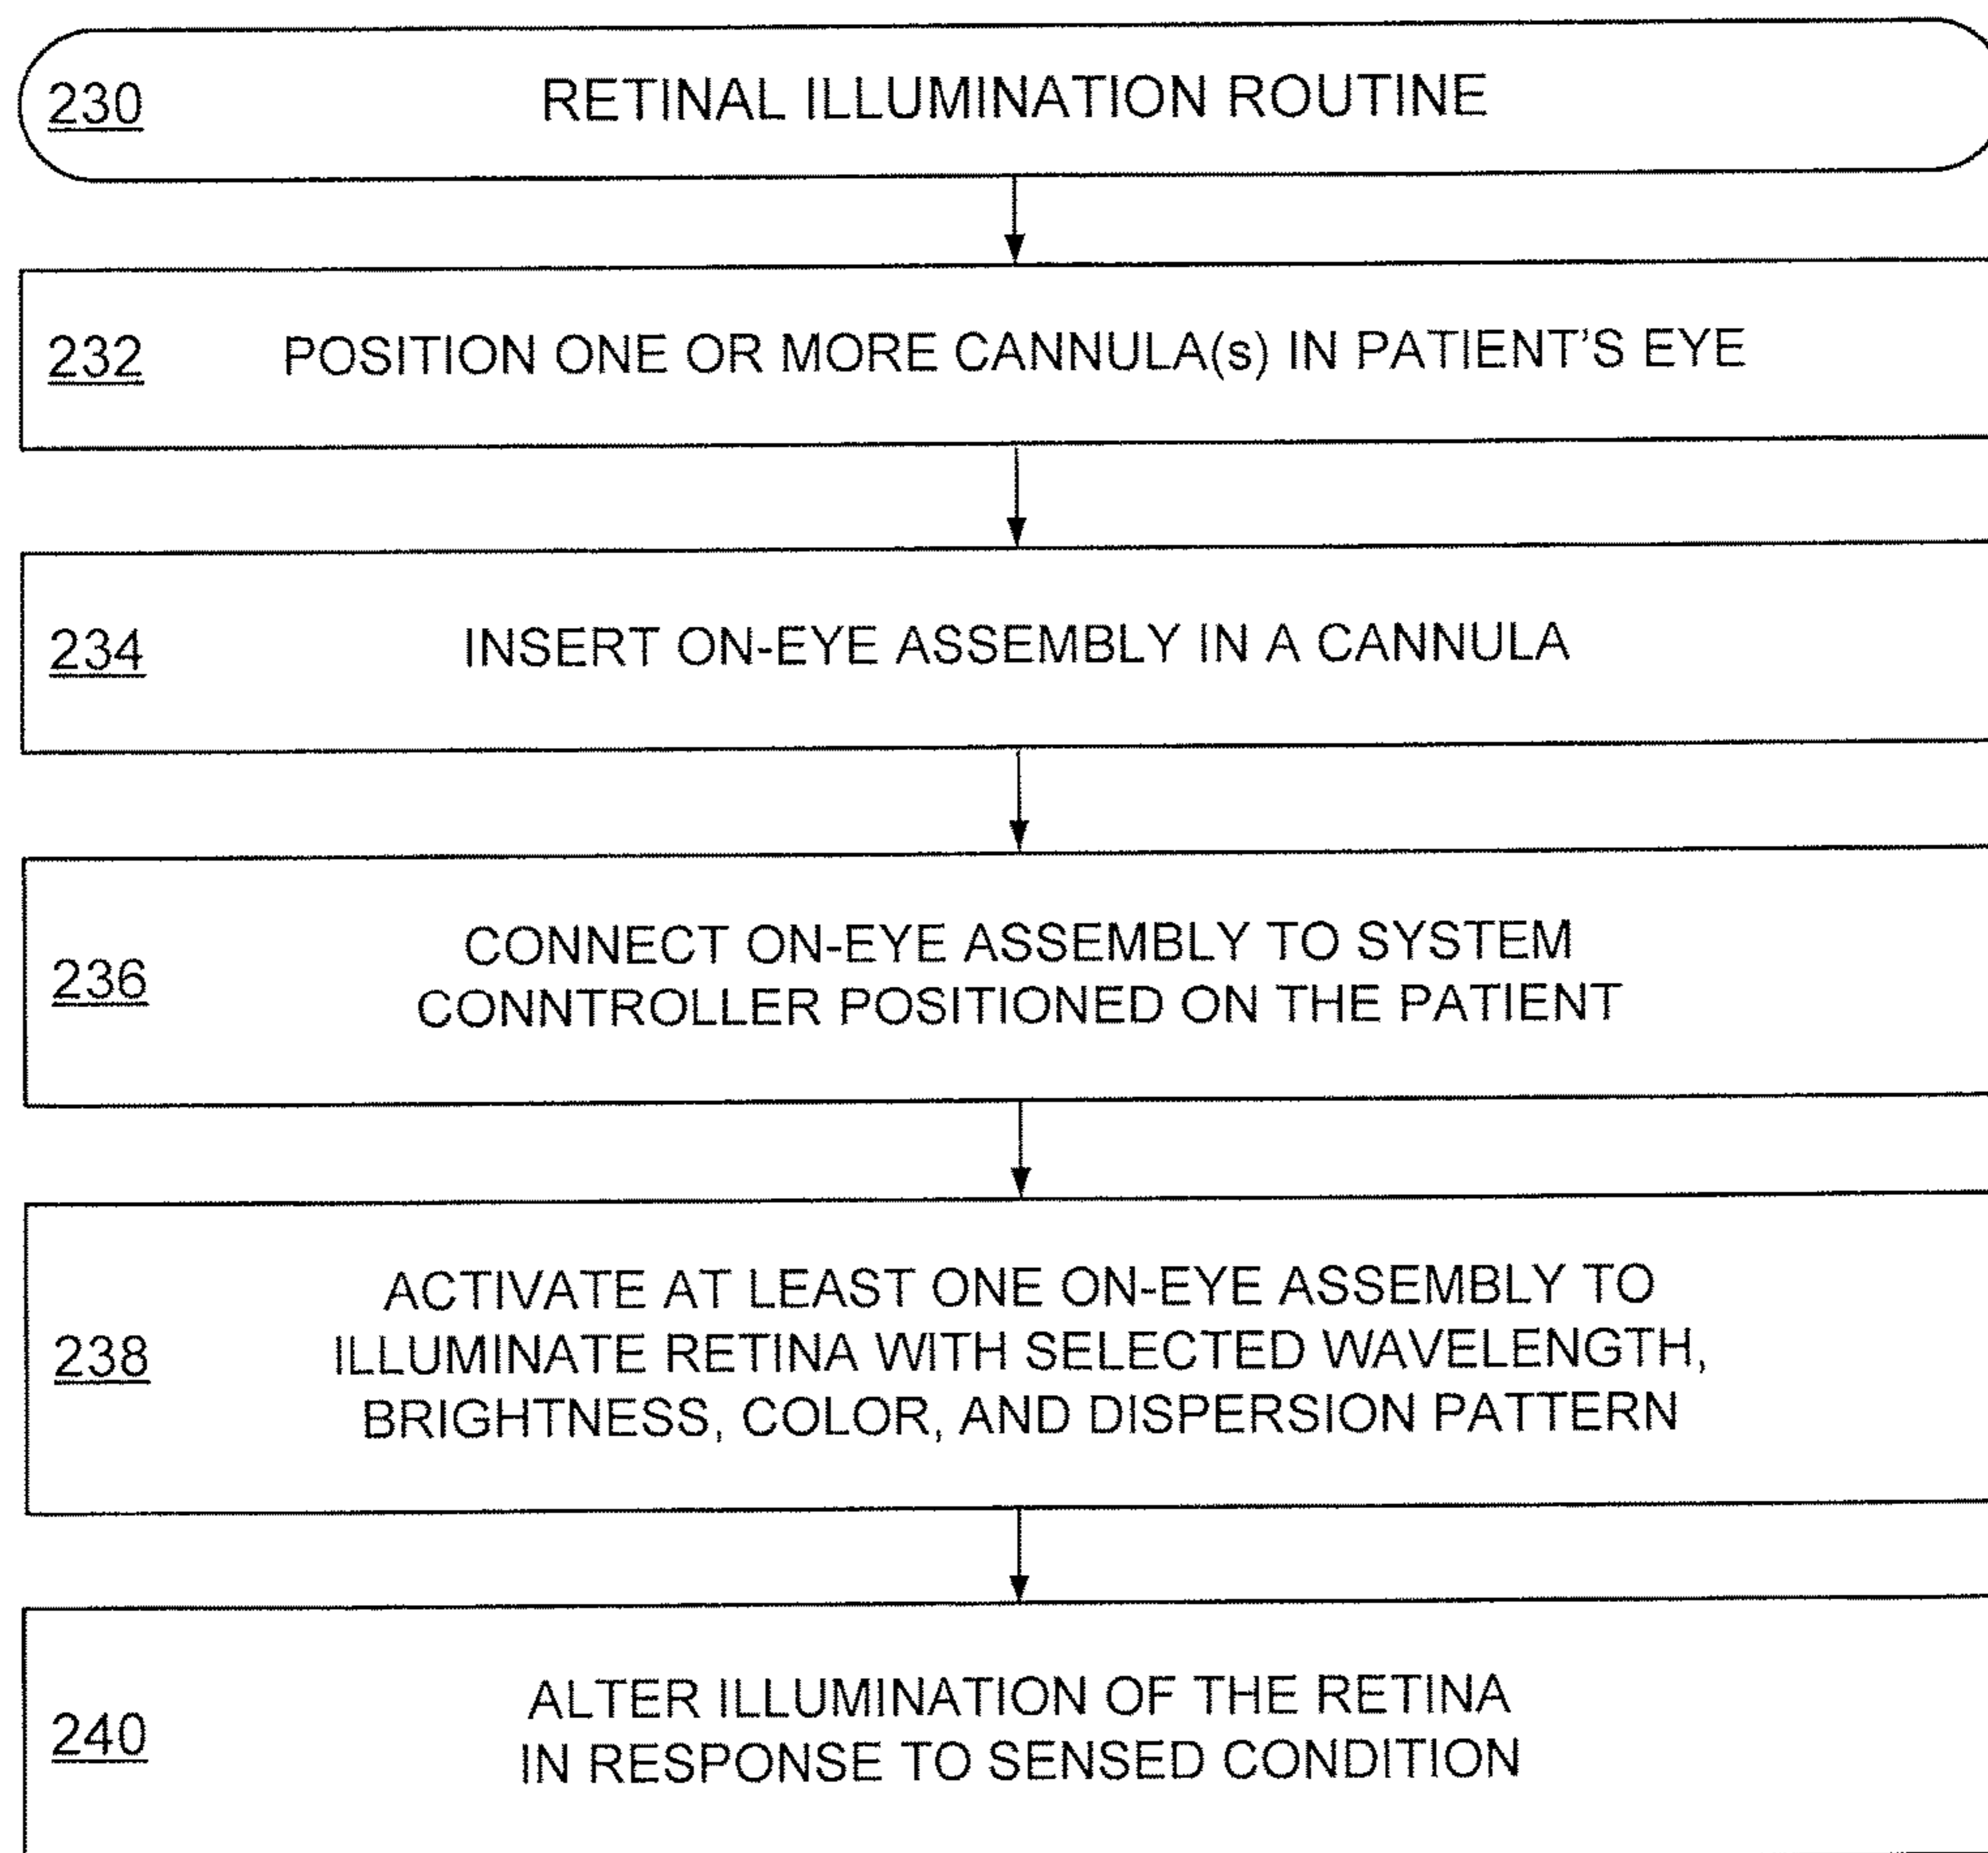 230 RETINAL ILLUMINATION ROUTINE
232 POSITION ONE OR MORE CANNULA(s) IN PATIENT'S EYE
234 INSERT ON-EYE ASSEMBLY IN A CANNULA
236 CONNECT ON-EYE ASSEMBLY TO SYSTEM
CONNTROLLER POSITIONED ON THE PATIENT
238 ACTIVATE AT LEAST ONE ON-EYE ASSEMBLY TO
ILLUMINATE RETINA WITH SELECTED WAVELENGTH,
BRIGHTNESS, COLOR, AND DISPERSION PATTERN
240 ALTER ILLUMINATION OF THE RETINA
IN RESPONSE TO SENSED CONDITION